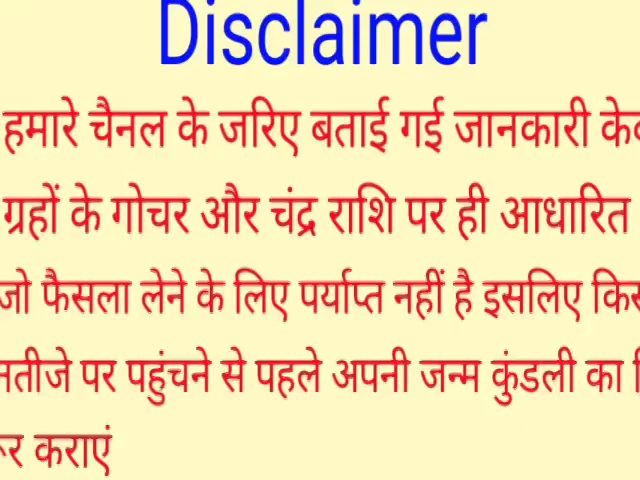 Disclaimer
हमारे चैनल के जरिए बताई गई जानकारी
ग्रहों के गोचर और चंद्र राशि पर ही आधारित
जो फैसला लेने के लिए पर्याप्त नहीं है इसलिए
पर पहुंचने से पहले अपनी जन्म कुंडली का
कराएं